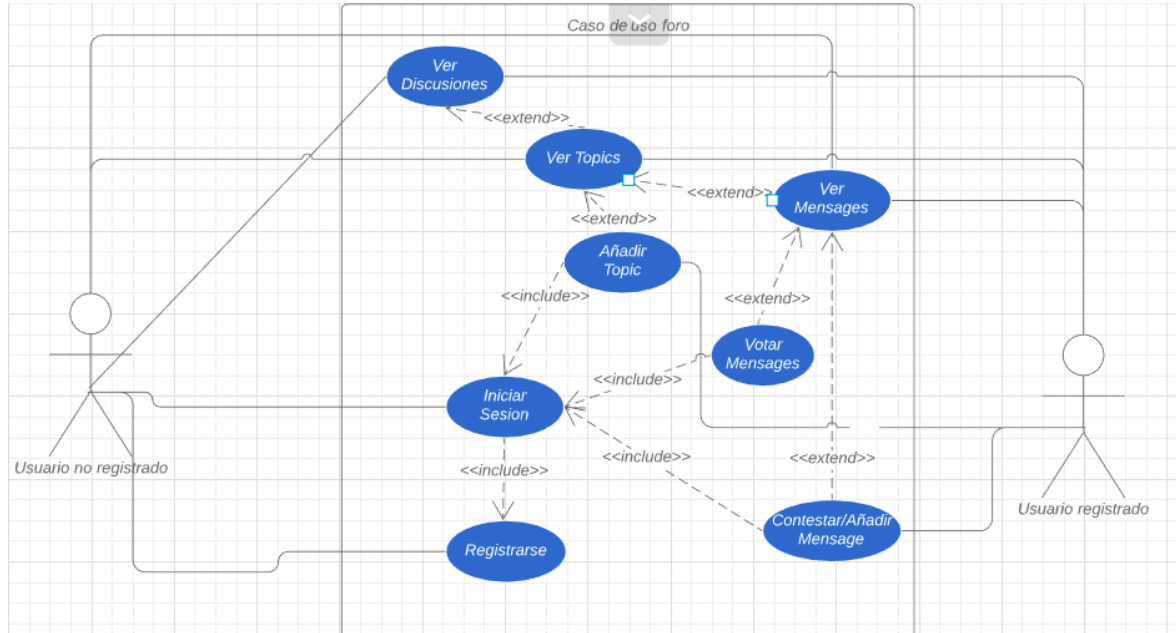 Caso de uso foro
Ver
Discusiones
<<extend>>
Ver Topics
<<extend>>
Ver
Mensages
<<extend>>
Añadir
Topic
<<include>>
<<extend>>
Votar
Mensages
<<include>>
Iniciar
Sesion
<<include>>
<<extend>>
<<include>>
Usuario no registrado
Usuario registrado
Contestar/Añadir
Message
Registrarse